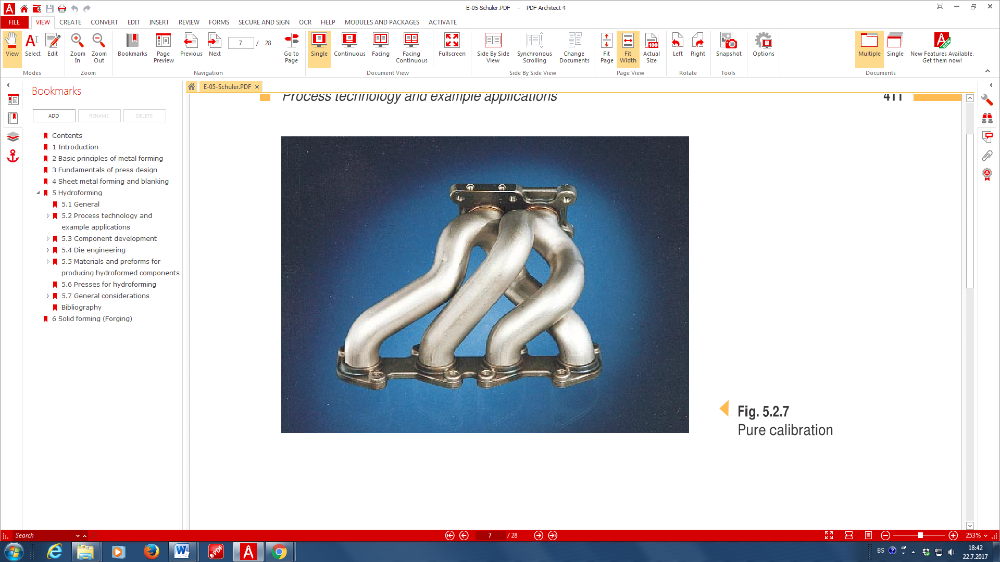 E-05-Schuler.PDF - PDF Architect 4
FILE VIEW CREATE CONVERT EDIT INSERT REVIEW FORMS SECURE AND SIGN OCR HELP MODULES AND PACKAGES ACTIVATE
View Select Edit
Modes
Zoom In Zoom Out
Zoom
Bookmarks Page Preview Previous Next 7 / 28 Go to Page
Navigation
Single Continuous Facing Facing Continuous Fullscreen
Document View
Side By Side View Synchronous Scrolling Change Documents
Side By Side View
Fit Page Fit Width 100 Actual Size
Page View
Left Right
Rotate
Snapshot
Tools
Options
Multiple Single
Documents
NEW
New Features Available.
Get them now!
Bookmarks
ADD RENAME DELETE
Contents
1 Introduction
2 Basic principles of metal forming
3 Fundamentals of press design
4 Sheet metal forming and blanking
5 Hydroforming
5.1 General
5.2 Process technology and
example applications
5.3 Component development
5.4 Die engineering
5.5 Materials and preforms for
producing hydroformed components
5.6 Presses for hydroforming
5.7 General considerations
Bibliography
6 Solid forming (Forging)
E-05-Schuler.PDF
Process technology and example applications 411
Fig. 5.2.7
Pure calibration
Search
7 / 28
253%
BS
18:42
22.7.2017